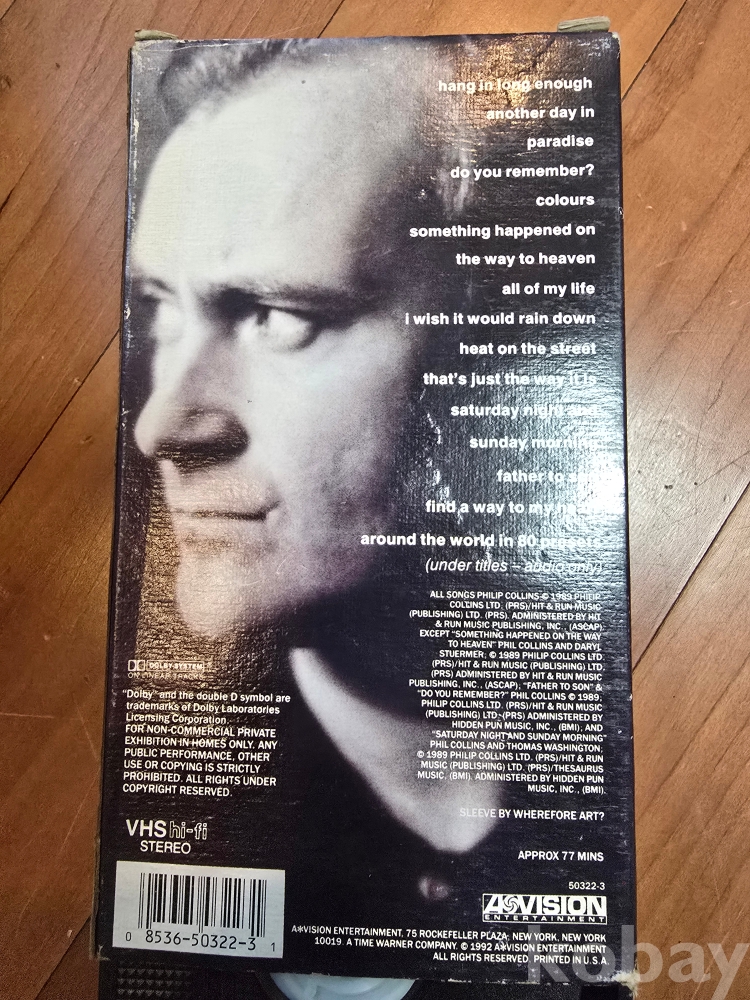 hang in long enough
another day in
paradise
do you remember?
colours
something happened on
the way to heaven
all of my life
i wish it would rain down
heat on the street
that's just the way it is
saturday night and
sunday morning
father to son
find a way to my heart
around the world in 80 presets
(under titles – audio only)
ALL SONGS PHILIP COLLINS © 1989 PHILIP
COLLINS LTD. (PRS)/HIT & RUN MUSIC
(PUBLISHING) LTD. (PRS). ADMINISTERED BY HIT
& RUN MUSIC PUBLISHING, INC., (ASCAP)
EXCEPT "SOMETHING HAPPENED ON THE WAY
TO HEAVEN" PHIL COLLINS AND DARYL
STUERMER; © 1989 PHILIP COLLINS LTD
(PRS)/HIT & RUN MUSIC (PUBLISHING) LTD.
(PRS)/HIT & RUN MUSIC PUBLISHING
INC., (ASCAP); "FATHER TO SON" &
"DO YOU REMEMBER?" PHIL COLLINS © 1989,
PHILIP COLLINS LTD. (PRS)/HIT & RUN MUSIC
(PUBLISHING) LTD. (PRS) ADMINISTERED BY
HIDDEN PUN MUSIC, INC., (BMI), AND
"SATURDAY NIGHT AND SUNDAY MORNING"
PHIL COLLINS AND THOMAS WASHINGTON;
© 1989 PHILIP COLLINS LTD. (PRS)/HIT & RUN
MUSIC (PUBLISHING) LTD. (PRS)/THESAURUS
MUSIC, (BMI). ADMINISTERED BY HIDDEN PUN
MUSIC, INC., (BMI).
DOLBY SYSTEM ®
ON LINEAR TRACKS
"Dolby" and the double D symbol are
trademarks of Dolby Laboratories
Licensing Corporation.
FOR NON-COMMERCIAL PRIVATE
EXHIBITION IN HOMES ONLY. ANY
PUBLIC PERFORMANCE, OTHER
USE OR COPYING IS STRICTLY
PROHIBITED. ALL RIGHTS UNDER
COPYRIGHT RESERVED.
SLEEVE BY WHEREFORE ART?
VHS hi-fi
STEREO
APPROX 77 MINS
50322-3
A*VISION
ENTERTAINMENT
0 8536-50322-3 1
A*VISION ENTERTAINMENT, 75 ROCKEFELLER PLAZA, NEW YORK, NEW YORK
10019. A TIME WARNER COMPANY. © 1992 A*VISION ENTERTAINMENT
ALL RIGHTS RESERVED. PRINTED IN U.S.A.
kobay